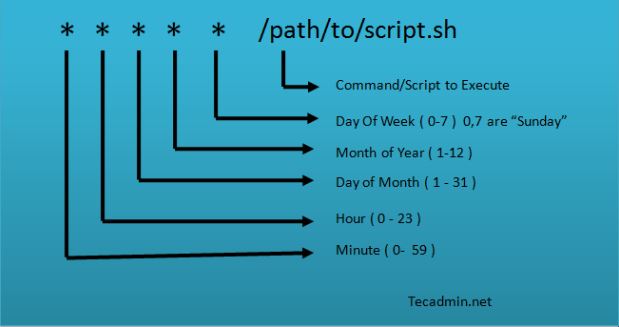 * * * * * /path/to/script.sh
Command/Script to Execute
Day Of Week ( 0-7 ) 0,7 are “Sunday”
Month of Year ( 1-12 )
Day of Month ( 1 - 31 )
Hour ( 0 - 23 )
Minute ( 0- 59 )
Tecadmin.net